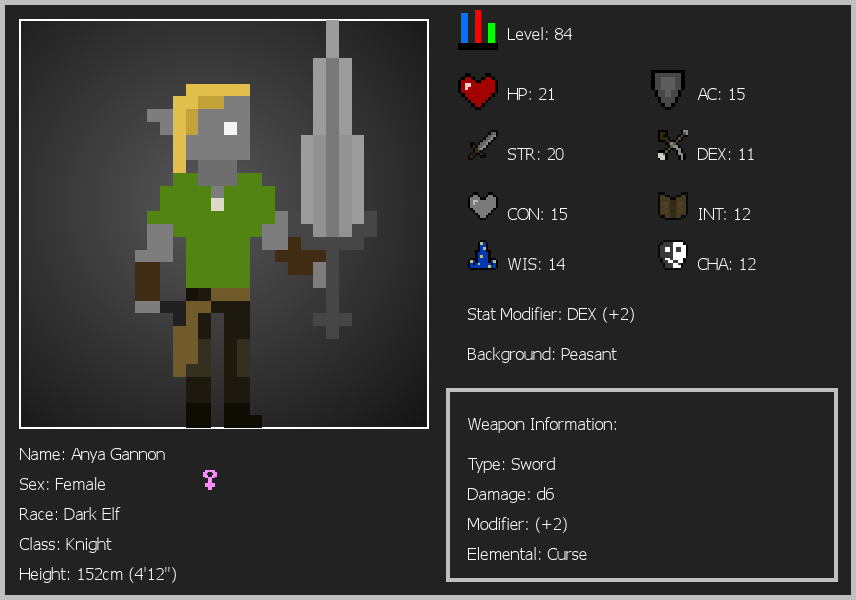 Level: 84
HP: 21
AC: 15
STR: 20
DEX: 11
CON: 15
INT: 12
WIS: 14
CHA: 12
Stat Modifier: DEX (+2)
Background: Peasant
Weapon Information:
Type: Sword
Damage: d6
Modifier: (+2)
Elemental: Curse
Name: Anya Gannon
Sex: Female
Race: Dark Elf
Class: Knight
Height: 152cm (4'12")